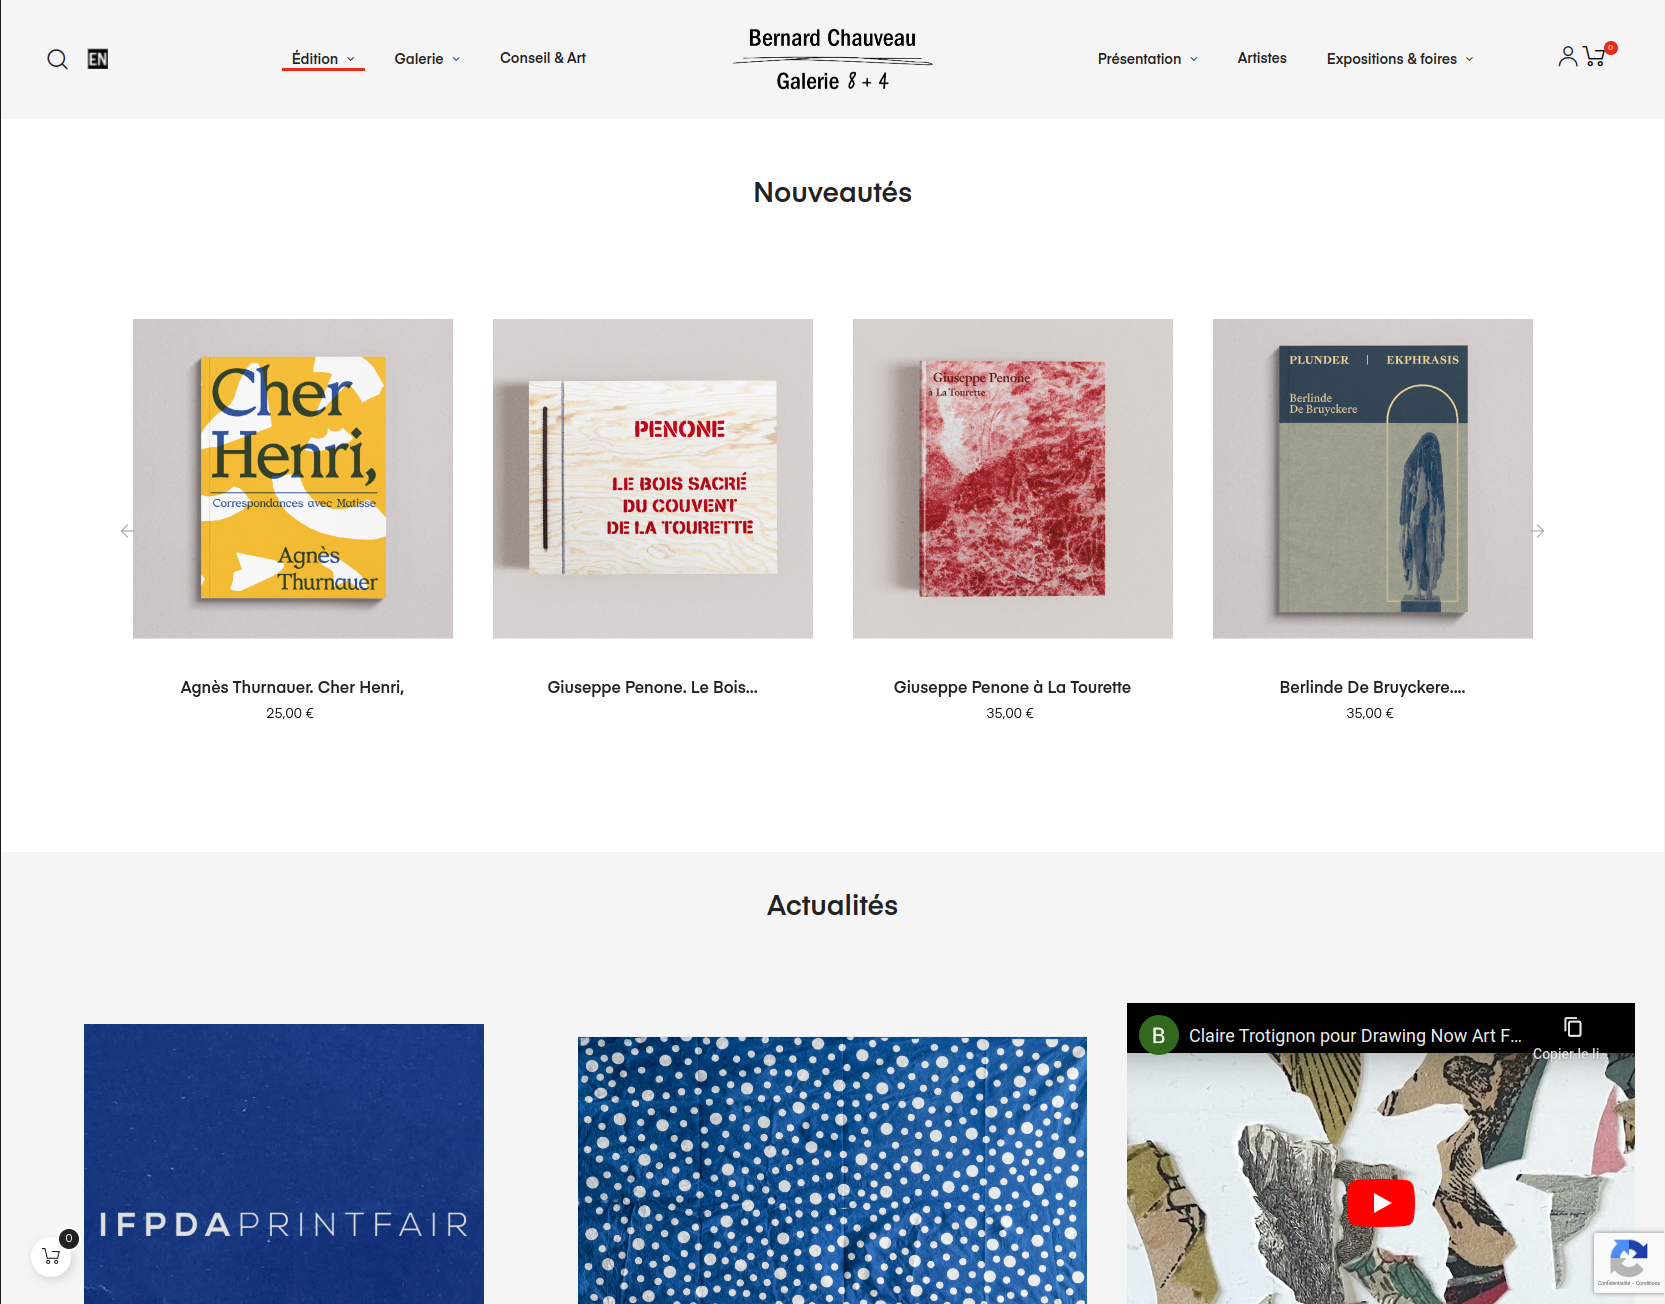 EN
Édition
Galerie
Conseil & Art
Bernard Chauveau
Galerie 8 + 4
Présentation
Artistes
Expositions & foires
0
Nouveautés
Cher
Henri,
Correspondances avec Matisse
Agnès
Thurnauer
PENONE
LE BOIS SACRÉ
DU COUVENT
DE LA TOURETTE
Giuseppe Penone
à La Tourette
PLUNDER | EKPHRASIS
Berlinde
De Bruyckere
Agnès Thurnauer. Cher Henri,
25,00 €
Giuseppe Penone. Le Bois...
Giuseppe Penone à La Tourette
35,00 €
Berlinde De Bruyckere....
35,00 €
Actualités
IFPDAPRINTFAIR
B
Claire Trotignon pour Drawing Now Art F...
Copier le li...
0
Confidentialité - Conditions